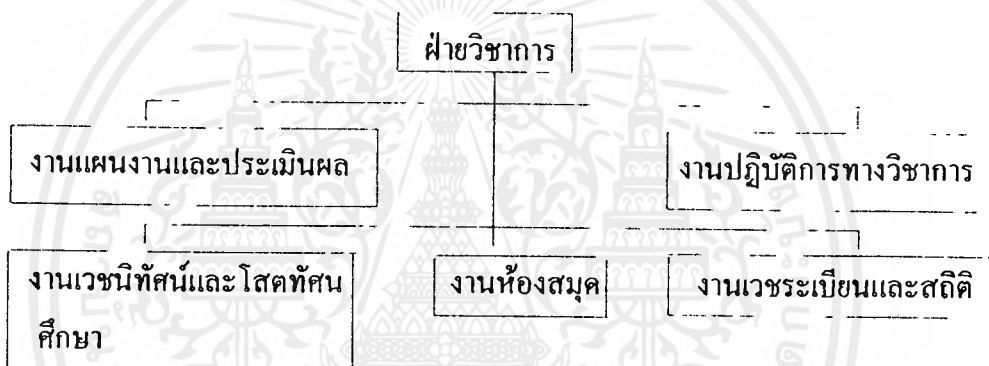 ฝ่ายวิชาการ
งานแผนงานและประเมินผล
งานปฏิบัติการทางวิชาการ
งานเวชนิทัศน์และโสตทัศน
ศึกษา
งานห้องสมุด
งานเวชระเบียนและสถิติ